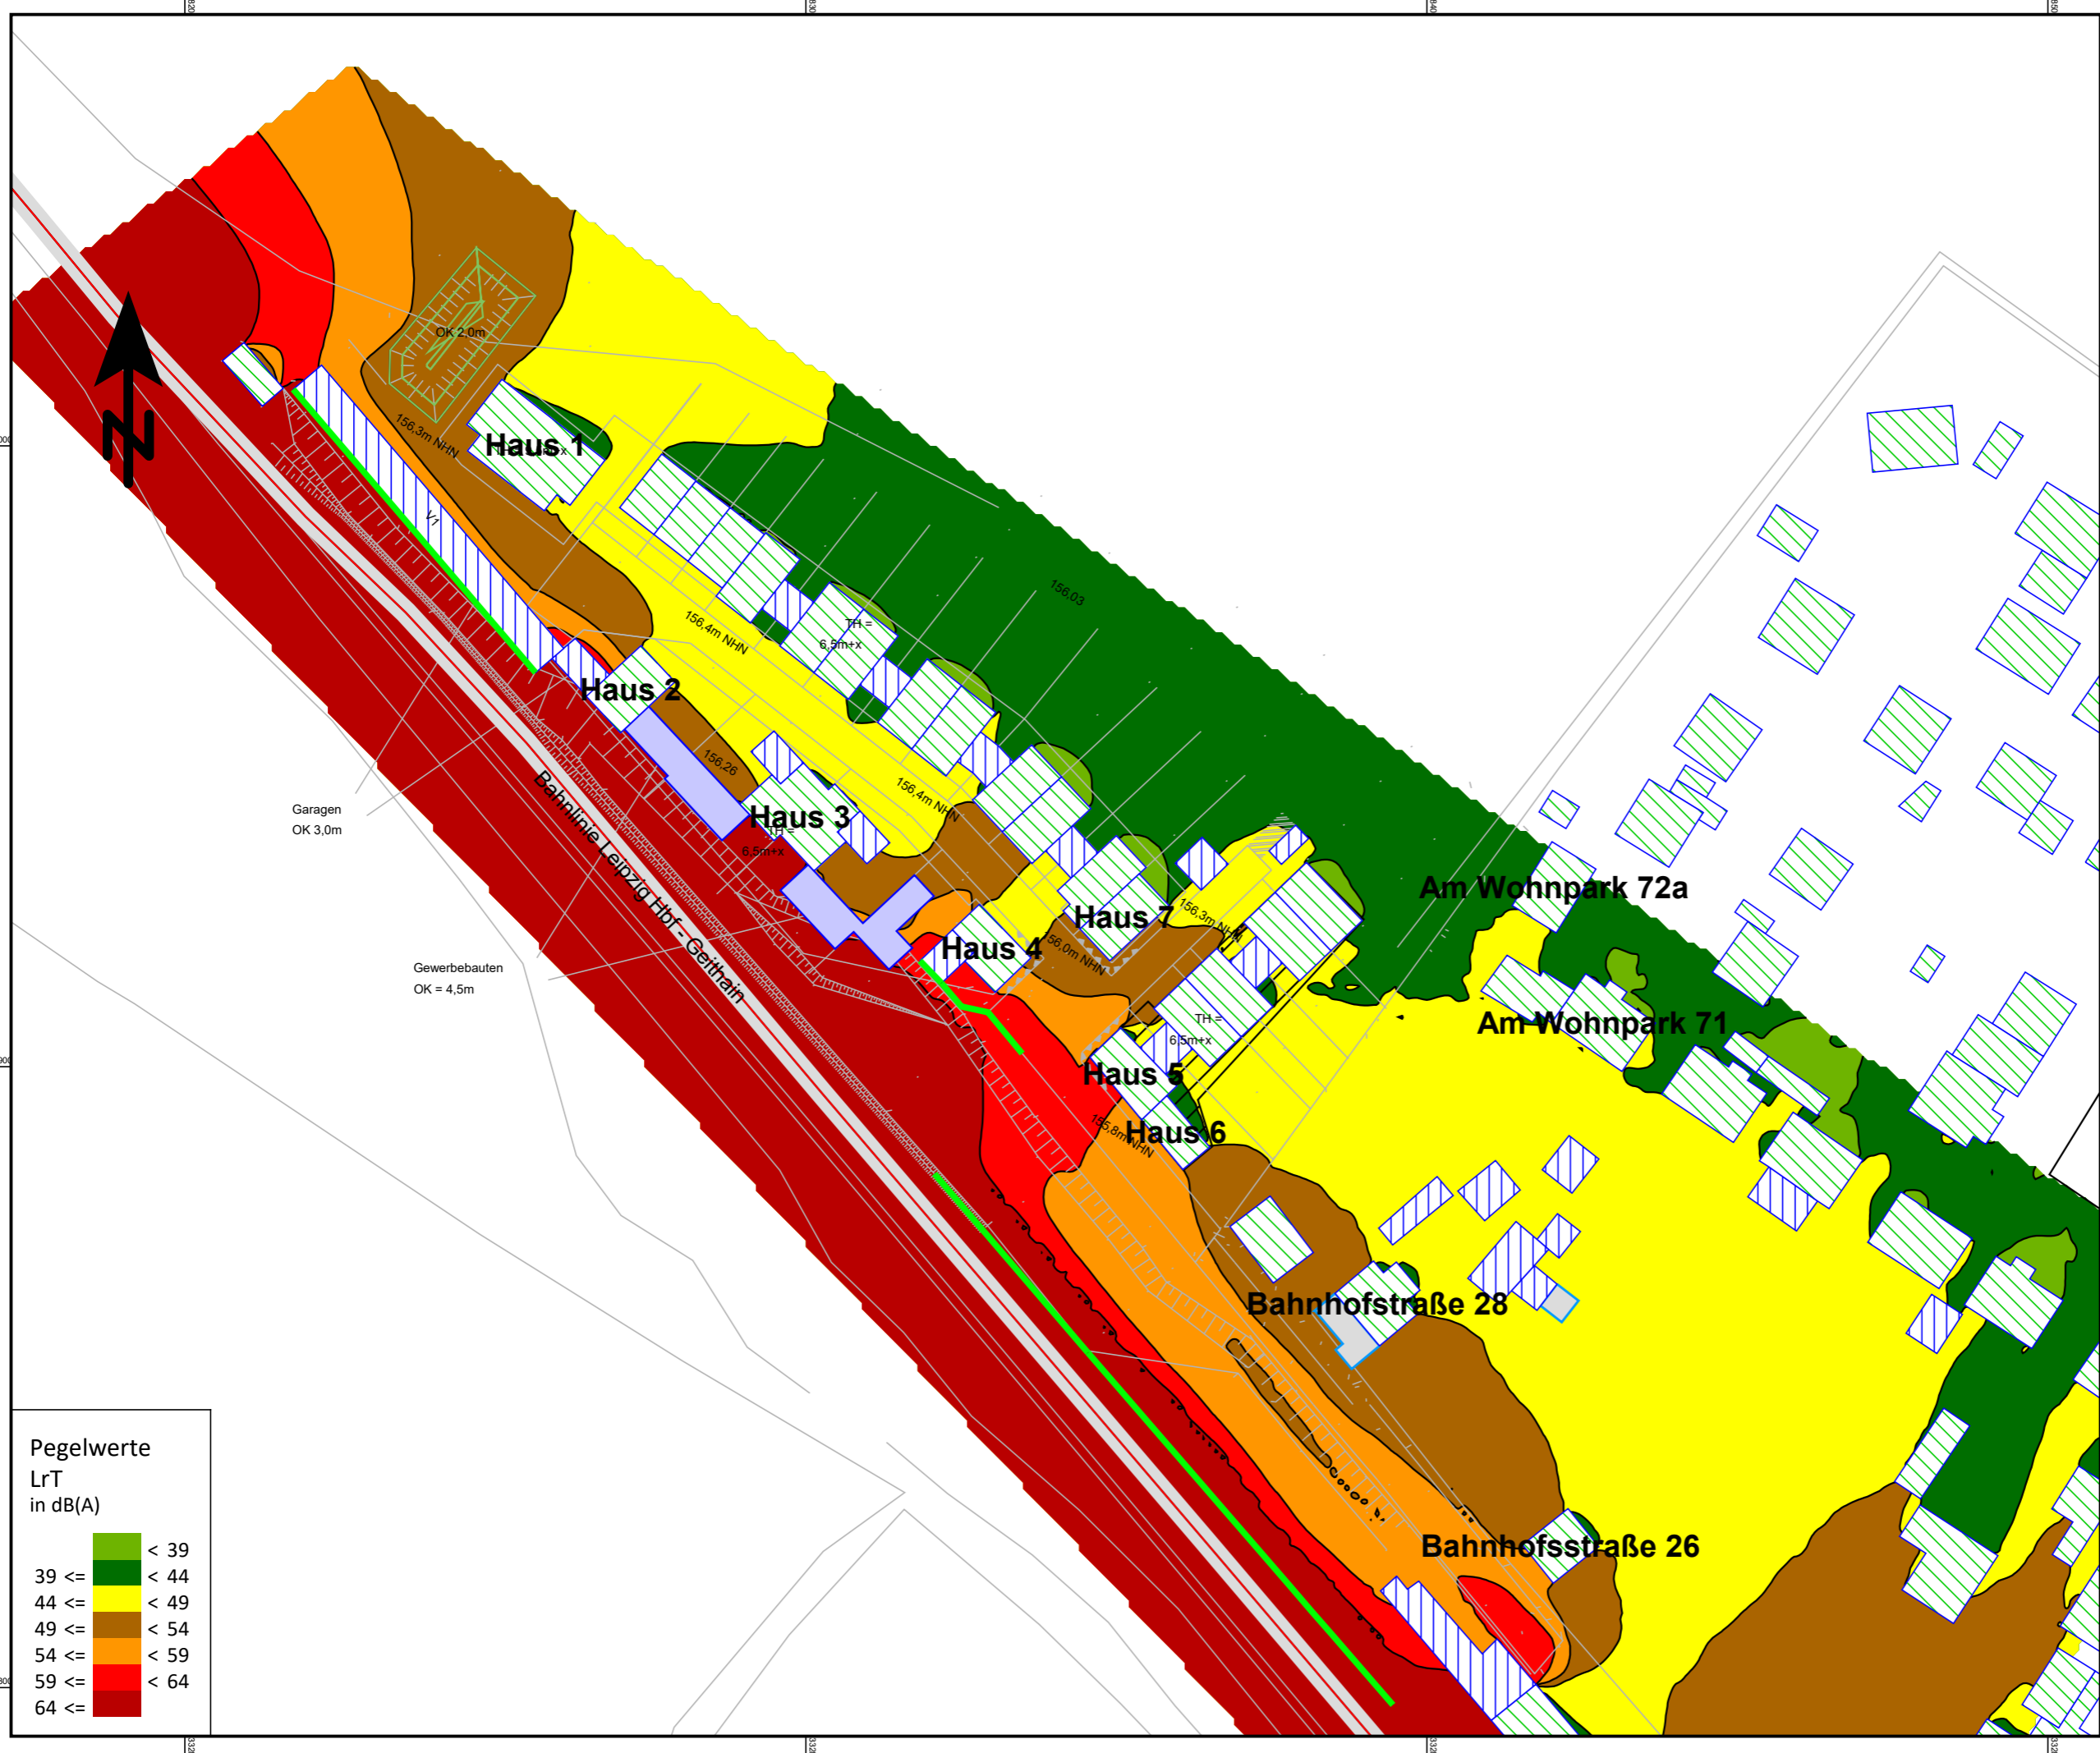 OK 2,0m
156,3m NHN
Haus 1
V1
156,03
156,4m NHN
TH =
6,5m+x
Haus 2
156,26
156,4m NHN
Garagen
OK 3,0m
Haus 3
TH =
6,5m+x
Bahnlinie Leipzig Hbf - Geithain
Am Wohnpark 72a
Haus 7
156,3m NHN
Haus 4
156,0m NHN
Gewerbebauten
OK = 4,5m
TH =
6,5m+x
Am Wohnpark 71
Haus 5
155,8m NHN
Haus 6
Bahnhofstraße 28
Bahnhofsstraße 26
Pegelwerte
LrT
in dB(A)
< 39
39 <= < 44
44 <= < 49
49 <= < 54
54 <= < 59
59 <= < 64
64 <=